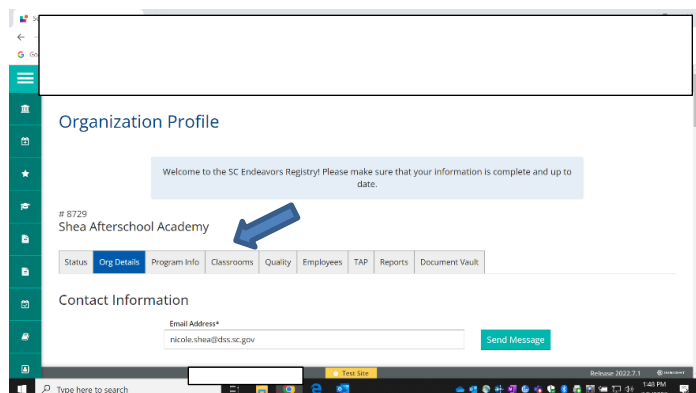 Organization Profile
Welcome to the SC Endeavors Registry! Please make sure that your information is complete and up to
date.
# 8729
Shea Afterschool Academy
Status Org Details Program Info Classrooms Quality Employees TAP Reports Document Vault
Contact Information
Email Address*
nicole.shea@dss.sc.gov
Send Message
Test Site
Release 2022.7.1
Type here to search
1:48 PM